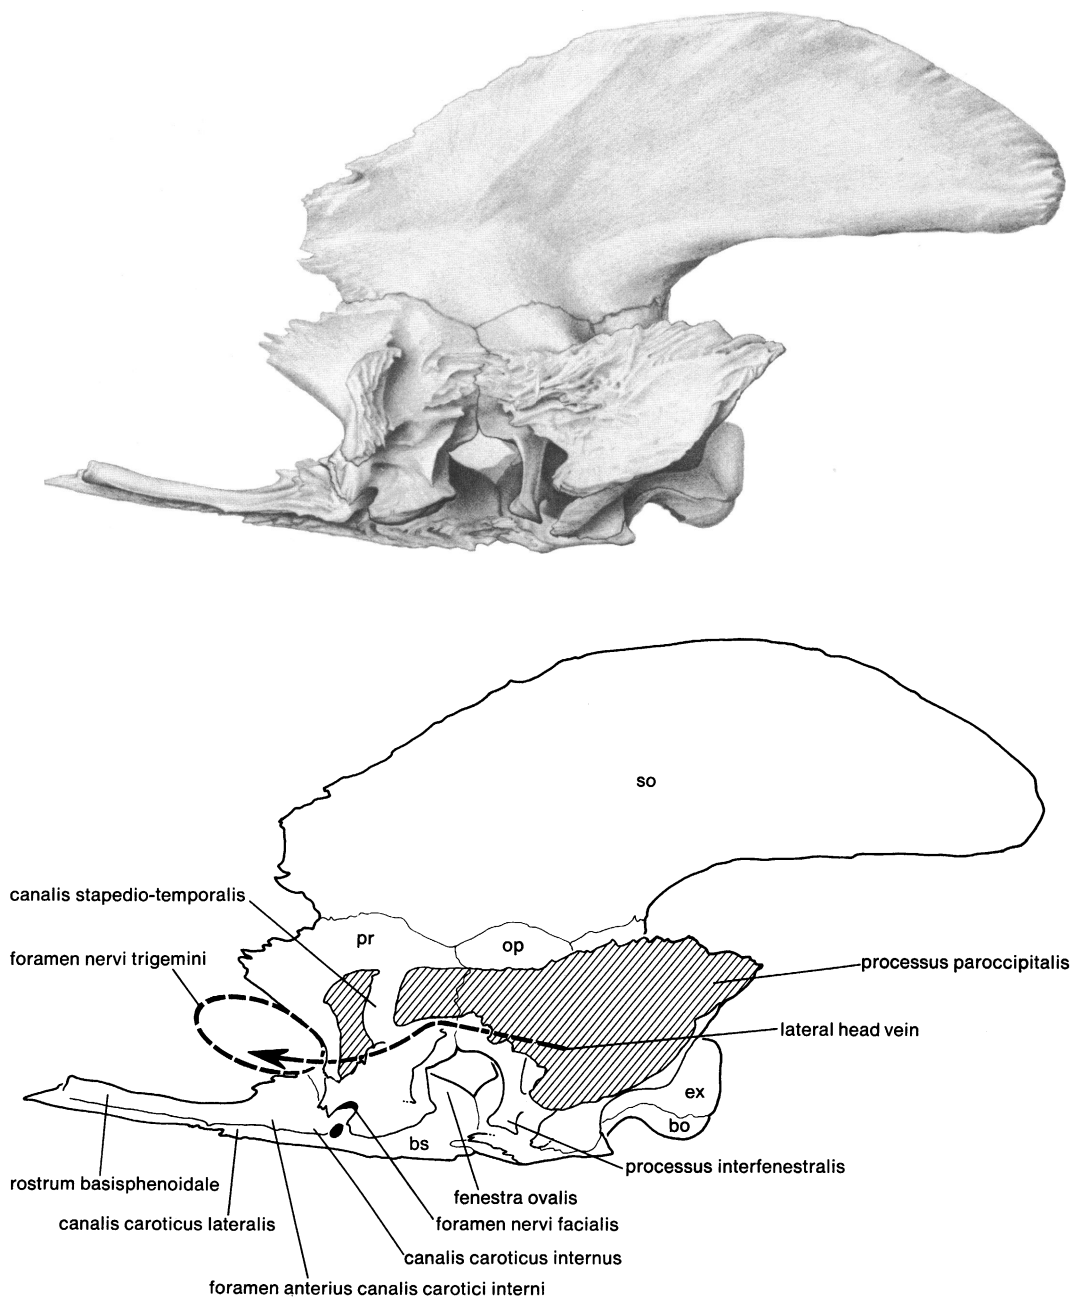 so
canalis stapedio-temporalis
pr
op
foramen nervi trigemini
processus paroccipitalis
lateral head vein
ex
bo
bs
processus interfenestralis
rostrum basisphenoidale
fenestra ovalis
canalis caroticus lateralis
foramen nervi facialis
canalis caroticus internus
foramen anterius canalis carotici interni